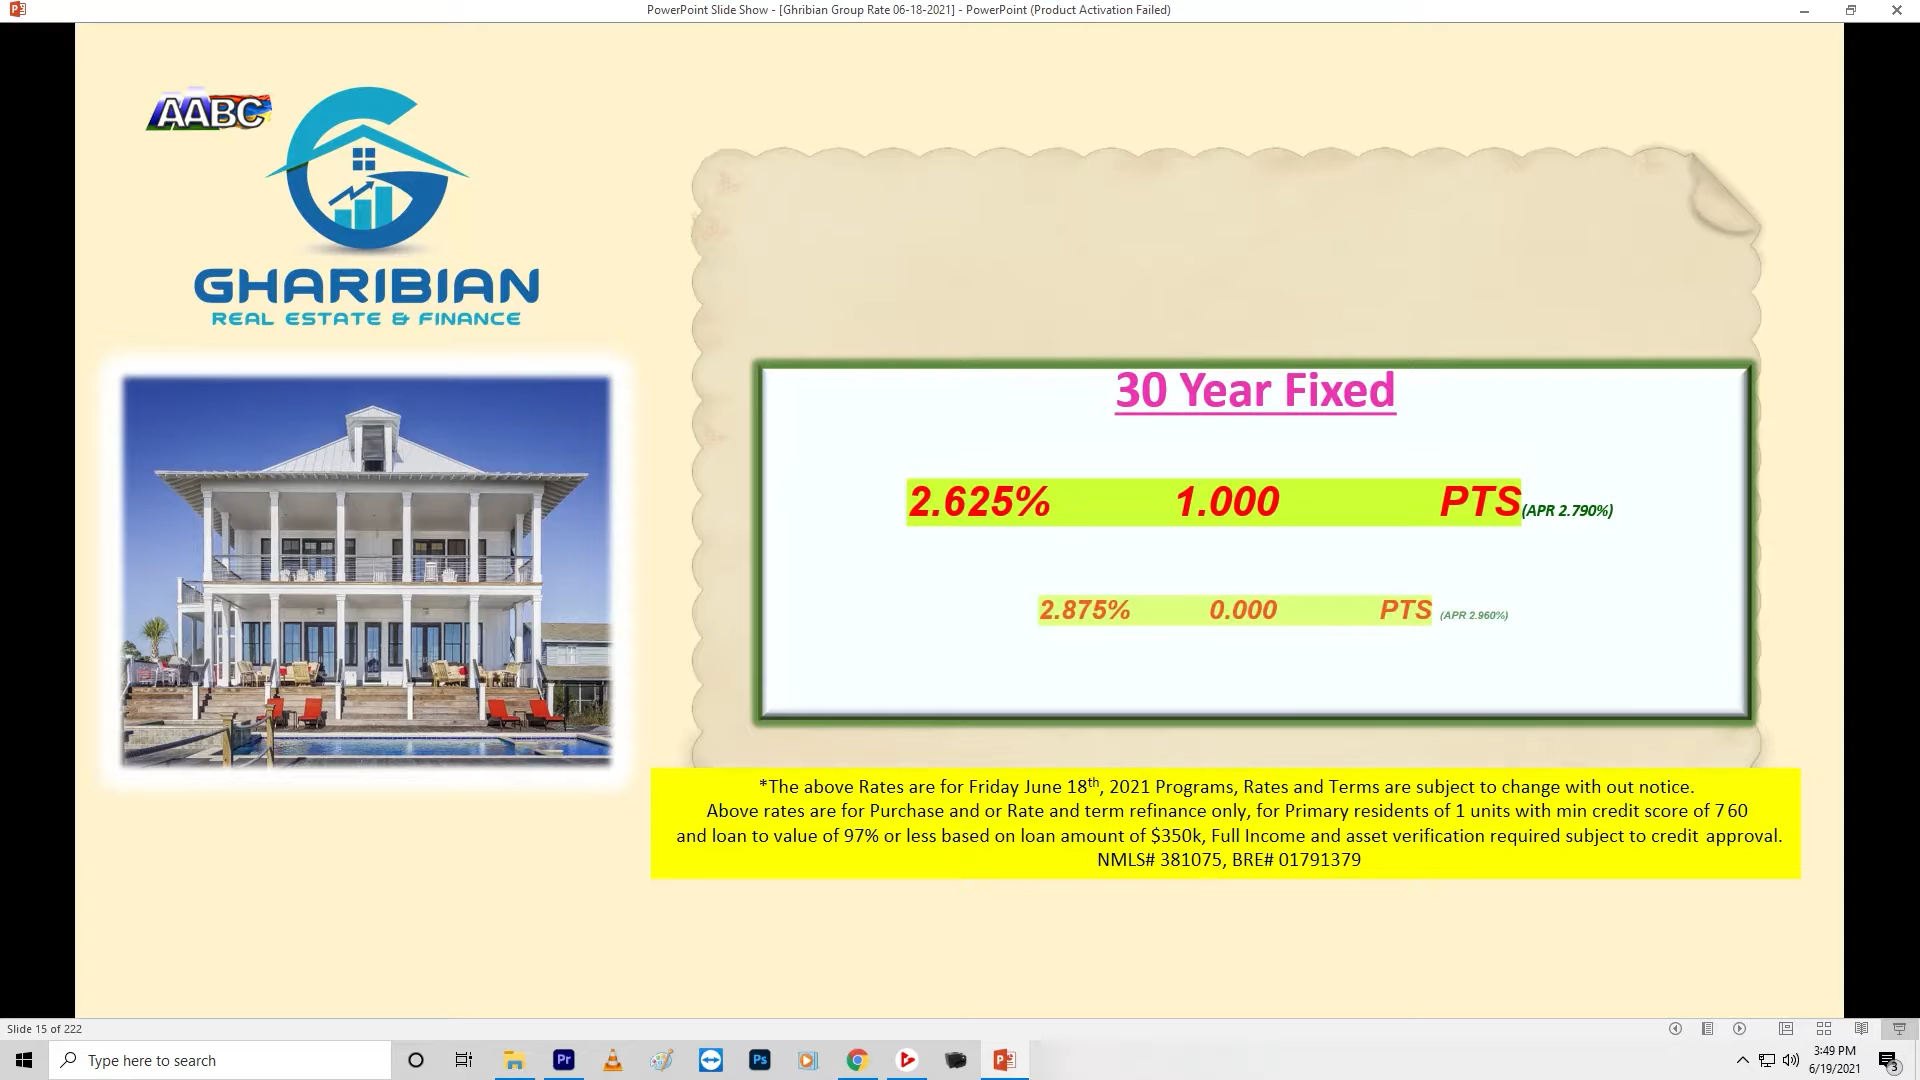 PowerPoint Slide Show - [Ghribian Group Rate 06-18-2021] - PowerPoint (Product Activation Failed)
AABC
GHARIBIAN
REAL ESTATE & FINANCE
30 Year Fixed
2.625% 1.000 PTS (APR 2.790%)
2.875% 0.000 PTS (APR 2.960%)
*The above Rates are for Friday June 18th, 2021 Programs, Rates and Terms are subject to change with out notice.
Above rates are for Purchase and or Rate and term refinance only, for Primary residents of 1 units with min credit score of 760
and loan to value of 97% or less based on loan amount of $350k, Full Income and asset verification required subject to credit approval.
NMLS# 381075, BRE# 01791379
Slide 15 of 222
Type here to search
Pr
Ps
3:49 PM
6/19/2021
3